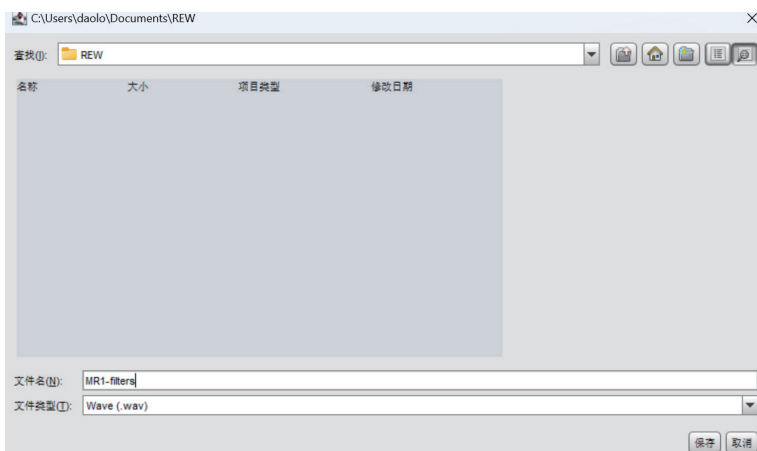 C:\Users\daolo\Documents\REW
查找(I): REW
名称 大小 项目类型 修改日期
文件名(N): MR1-filters
文件类型(T): Wave (.wav)
保存 取消